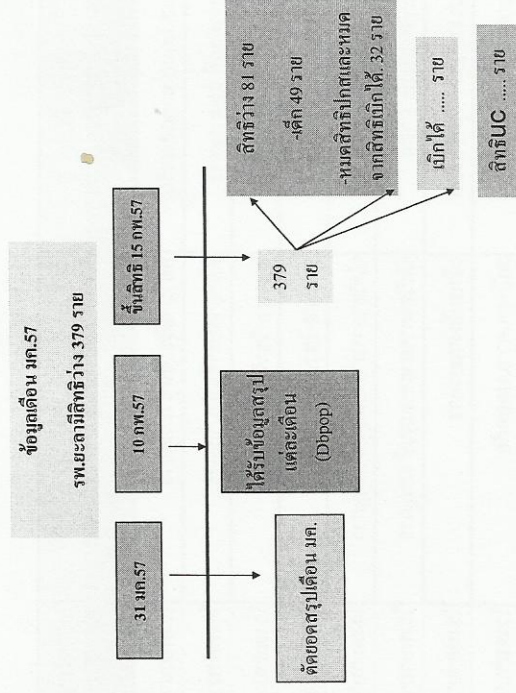 ข้อมูลเดือน มค.57
รพ.ยะลามีสิทธิว่าง 379 ราย
31 มค.57
10 กพ.57
ขึ้นสิทธิ 15 กพ.57
ตัดยอดสรุปเดือน มค.
ได้รับข้อมูลสรุป
แต่ละเดือน
(Dbpop)
379
ราย
สิทธิว่าง 81 ราย
-เด็ก 49 ราย
-หมดสิทธิปกสและหมด
จากสิทธิเบิกได้. 32 ราย
เบิกได้ ..... ราย
สิทธิUC ..... ราย